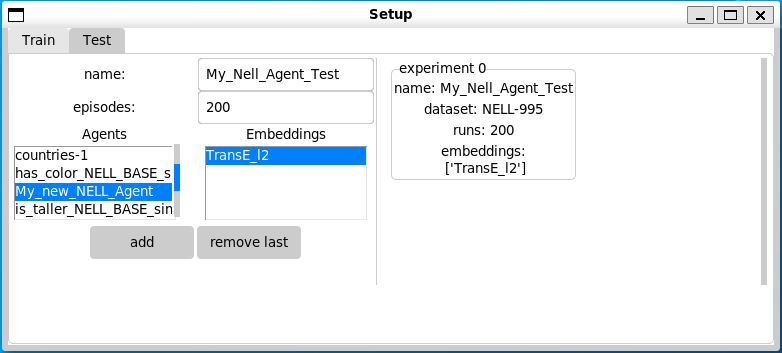 Setup
Train Test
name: My_Nell_Agent_Test
episodes: 200
Agents Embeddings
countries-1
has_color_NELL_BASE_s
My_new_NELL_Agent
is_taller_NELL_BASE_sin
TransE_l2
add remove last
experiment 0
name: My_Nell_Agent_Test
dataset: NELL-995
runs: 200
embeddings:
['TransE_l2']